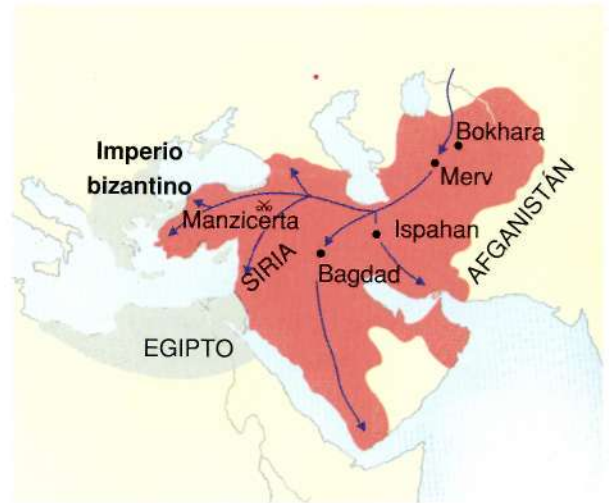 Bokhara
Imperio
bizantino
Merv
Manzicerta
Ispahan
AFGANISTÁN
SIRIA
Bagdad
EGIPTO